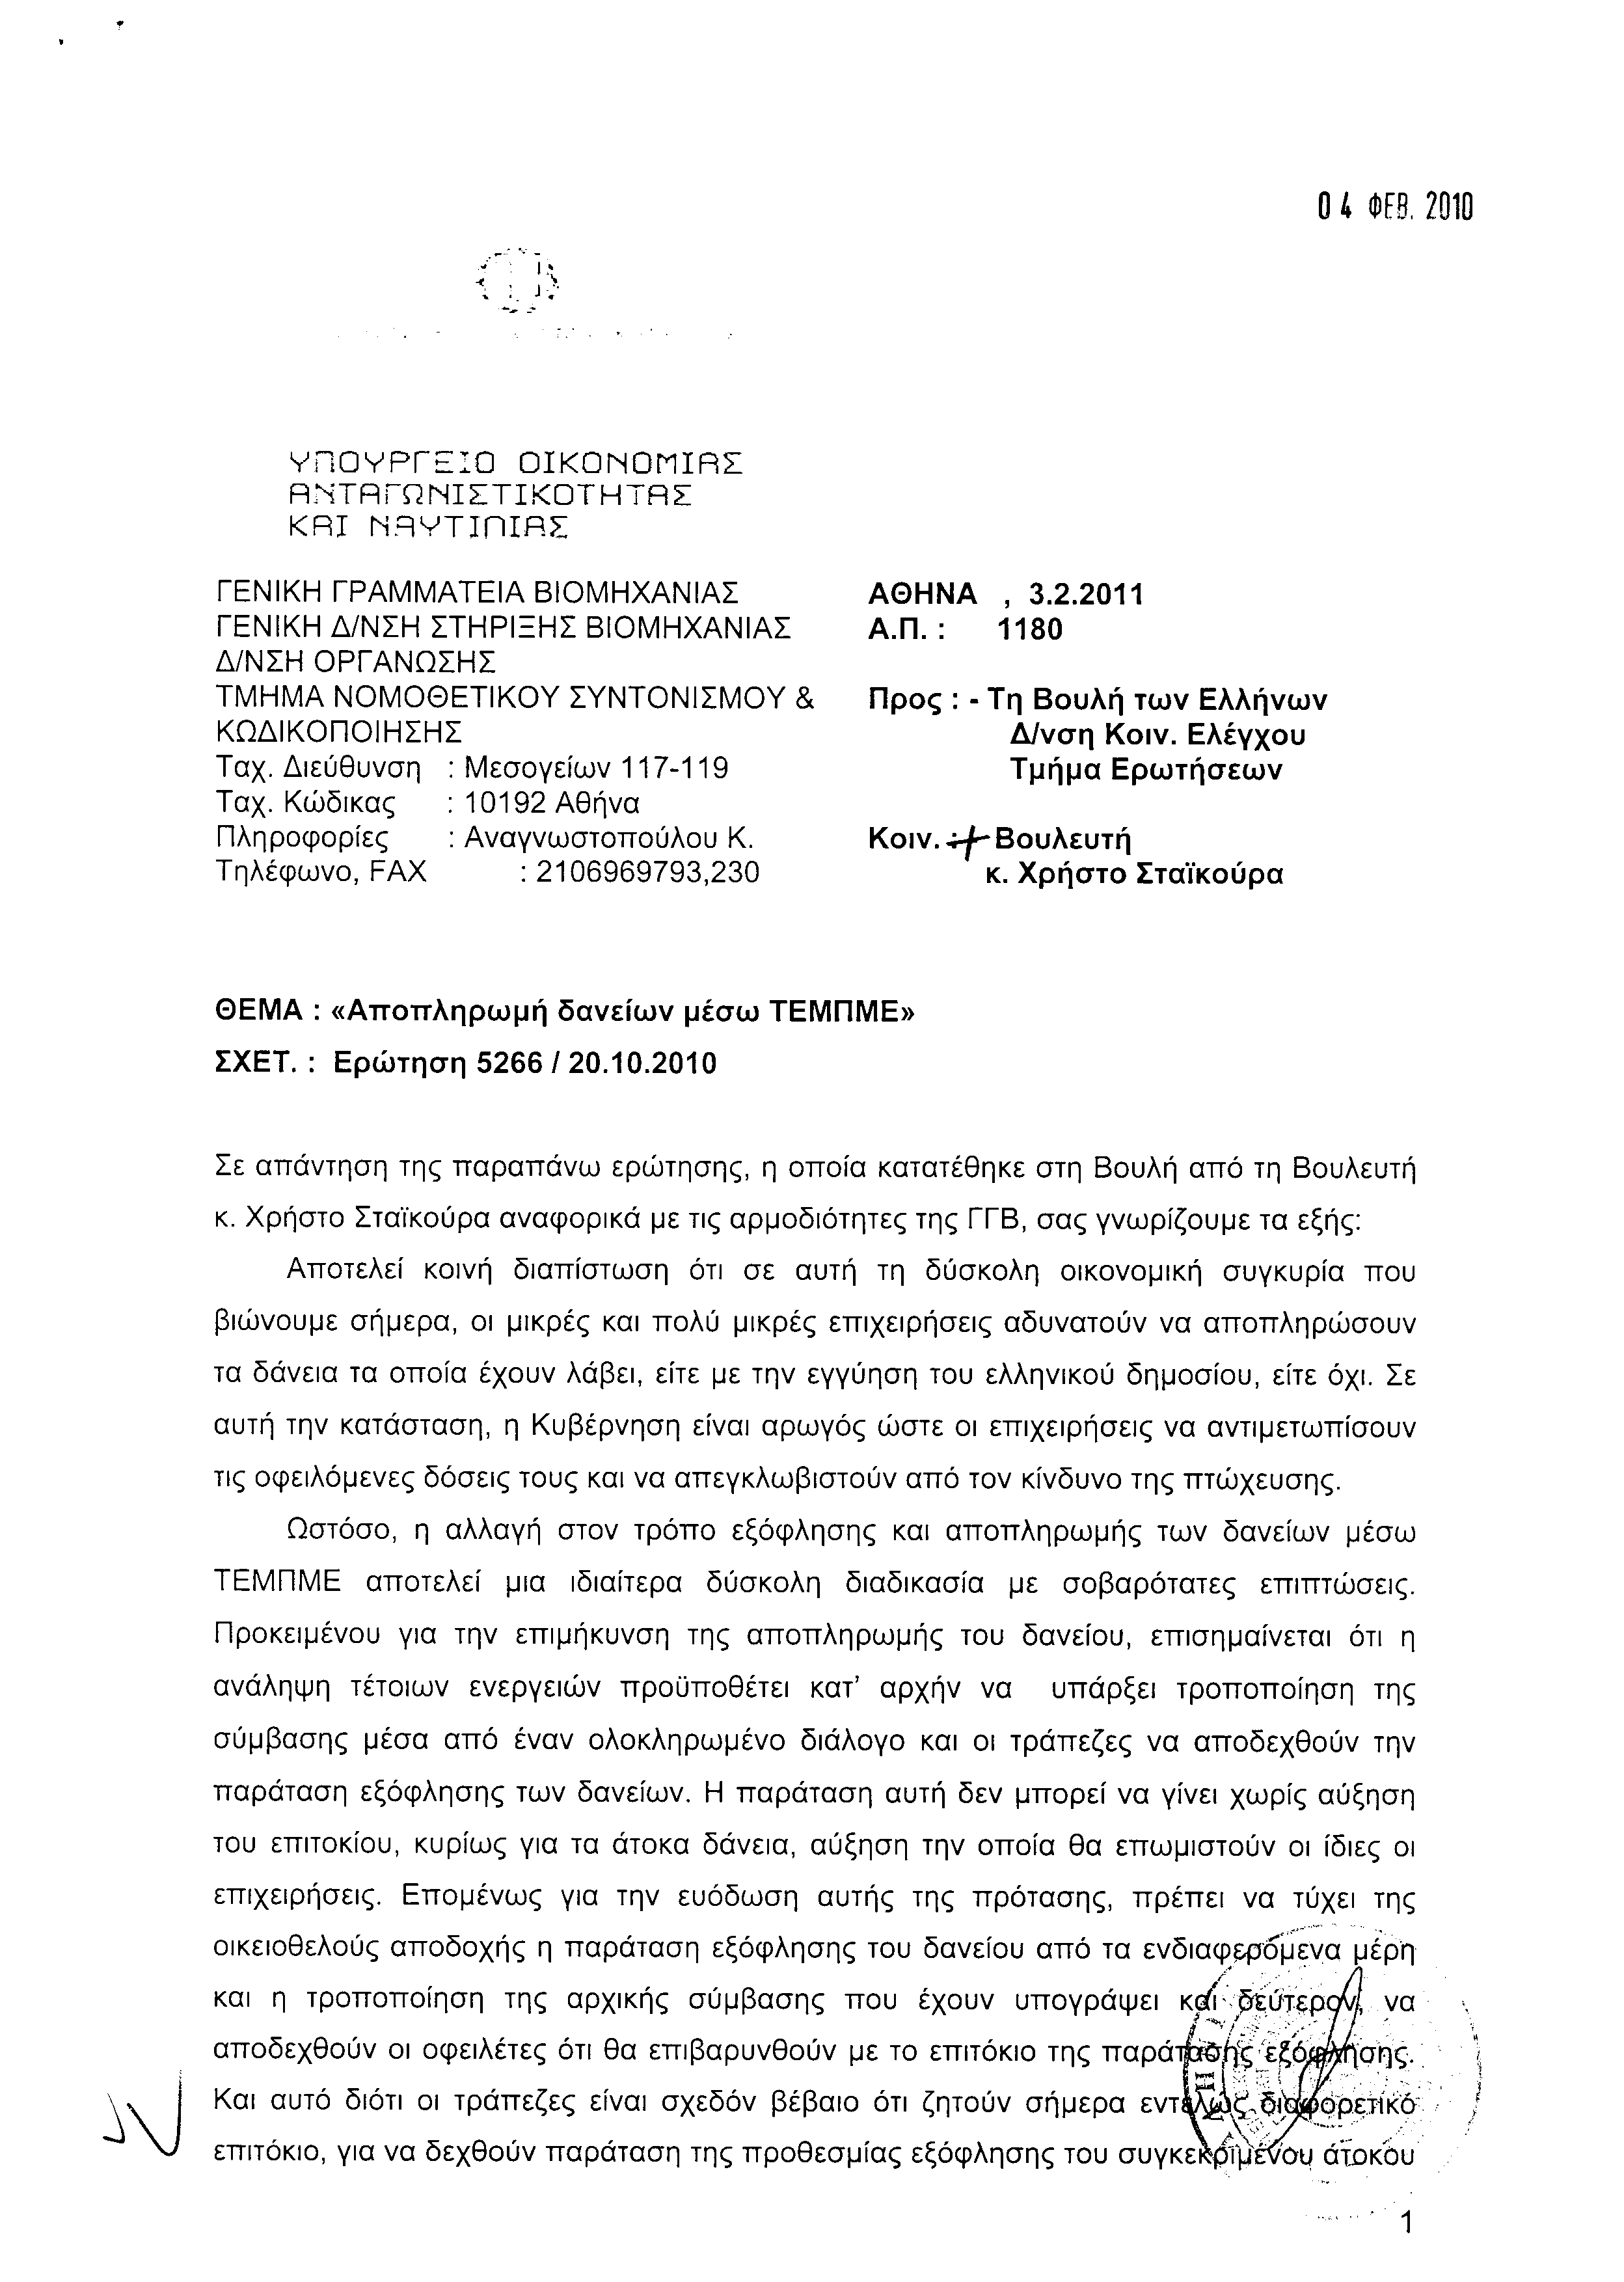 04 ΦΕΒ. 2010
ΥΠΟΥΡΓΕΙΟ ΟΙΚΟΝΟΜΙΑΣ
ΑΝΤΑΓΩΝΙΣΤΙΚΟΤΗΤΑΣ
ΚΑΙ ΝΑΥΤΙΛΙΑΣ
ΓΕΝΙΚΗ ΓΡΑΜΜΑΤΕΙΑ ΒΙΟΜΗΧΑΝΙΑΣ
ΓΕΝΙΚΗ Δ/ΝΣΗ ΣΤΗΡΙΞΗΣ ΒΙΟΜΗΧΑΝΙΑΣ
Δ/ΝΣΗ ΟΡΓΑΝΩΣΗΣ
ΤΜΗΜΑ ΝΟΜΟΘΕΤΙΚΟΥ ΣΥΝΤΟΝΙΣΜΟΥ &
ΚΩΔΙΚΟΠΟΙΗΣΗΣ
Ταχ. Διεύθυνση : Μεσογείων 117-119
Ταχ. Κώδικας : 10192 Αθήνα
Πληροφορίες : Αναγνωστοπούλου Κ.
Τηλέφωνο, FAX : 2106969793,230
ΑΘΗΝΑ , 3.2.2011
Α.Π. : 1180
Προς : - Τη Βουλή των Ελλήνων
Δ/νση Κοιν. Ελέγχου
Τμήμα Ερωτήσεων
Κοιν. :- Βουλευτή
κ. Χρήστο Σταϊκούρα
ΘΕΜΑ : «Αποπληρωμή δανείων μέσω ΤΕΜΠΜΕ»
ΣΧΕΤ. : Ερώτηση 5266 / 20.10.2010
Σε απάντηση της παραπάνω ερώτησης, η οποία κατατέθηκε στη Βουλή από τη Βουλευτή
κ. Χρήστο Σταϊκούρα αναφορικά με τις αρμοδιότητες της ΓΓΒ, σας γνωρίζουμε τα εξής:
Αποτελεί κοινή διαπίστωση ότι σε αυτή τη δύσκολη οικονομική συγκυρία που
βιώνουμε σήμερα, οι μικρές και πολύ μικρές επιχειρήσεις αδυνατούν να αποπληρώσουν
τα δάνεια τα οποία έχουν λάβει, είτε με την εγγύηση του ελληνικού δημοσίου, είτε όχι. Σε
αυτή την κατάσταση, η Κυβέρνηση είναι αρωγός ώστε οι επιχειρήσεις να αντιμετωπίσουν
τις οφειλόμενες δόσεις τους και να απεγκλωβιστούν από τον κίνδυνο της πτώχευσης.
Ωστόσο, η αλλαγή στον τρόπο εξόφλησης και αποπληρωμής των δανείων μέσω
ΤΕΜΠΜΕ αποτελεί μια ιδιαίτερα δύσκολη διαδικασία με σοβαρότατες επιπτώσεις.
Προκειμένου για την επιμήκυνση της αποπληρωμής του δανείου, επισημαίνεται ότι η
ανάληψη τέτοιων ενεργειών προϋποθέτει κατ’ αρχήν να υπάρξει τροποποίηση της
σύμβασης μέσα από έναν ολοκληρωμένο διάλογο και οι τράπεζες να αποδεχθούν την
παράταση εξόφλησης των δανείων. Η παράταση αυτή δεν μπορεί να γίνει χωρίς αύξηση
του επιτοκίου, κυρίως για τα άτοκα δάνεια, αύξηση την οποία θα επωμιστούν οι ίδιες οι
επιχειρήσεις. Επομένως για την ευόδωση αυτής της πρότασης, πρέπει να τύχει της
οικειοθελούς αποδοχής η παράταση εξόφλησης του δανείου από τα ενδιαφερόμενα μέρη
και η τροποποίηση της αρχικής σύμβασης που έχουν υπογράψει και δεύτερον, να
αποδεχθούν οι οφειλέτες ότι θα επιβαρυνθούν με το επιτόκιο της παράτασης εξόφλησης.
Και αυτό διότι οι τράπεζες είναι σχεδόν βέβαιο ότι ζητούν σήμερα εντελώς διαφορετικό
επιτόκιο, για να δεχθούν παράταση της προθεσμίας εξόφλησης του συγκεκριμένου άτοκου
1